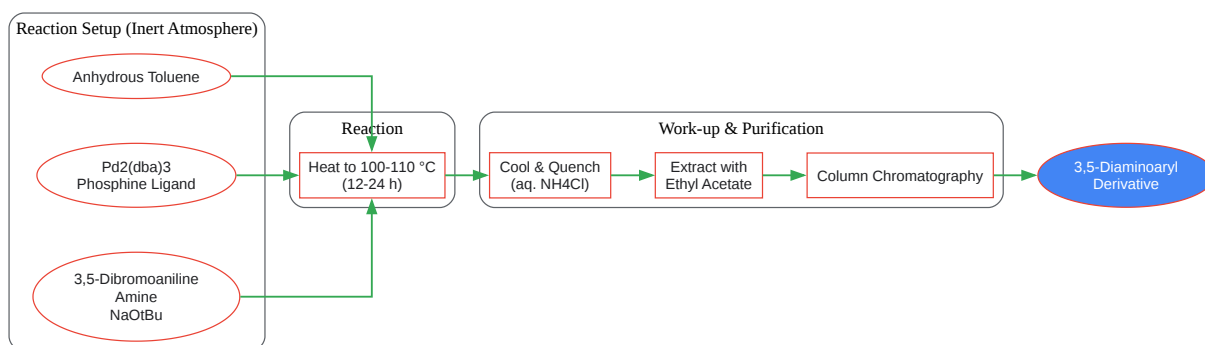 Reaction Setup (Inert Atmosphere)
Anhydrous Toluene
Pd2(dba)3
Phosphine Ligand
3,5-Dibromoaniline
Amine
NaOtBu
Reaction
Heat to 100-110 °C
(12-24 h)
Work-up & Purification
Cool & Quench
(aq. NH4Cl)
Extract with
Ethyl Acetate
Column Chromatography
3,5-Diaminoaryl
Derivative